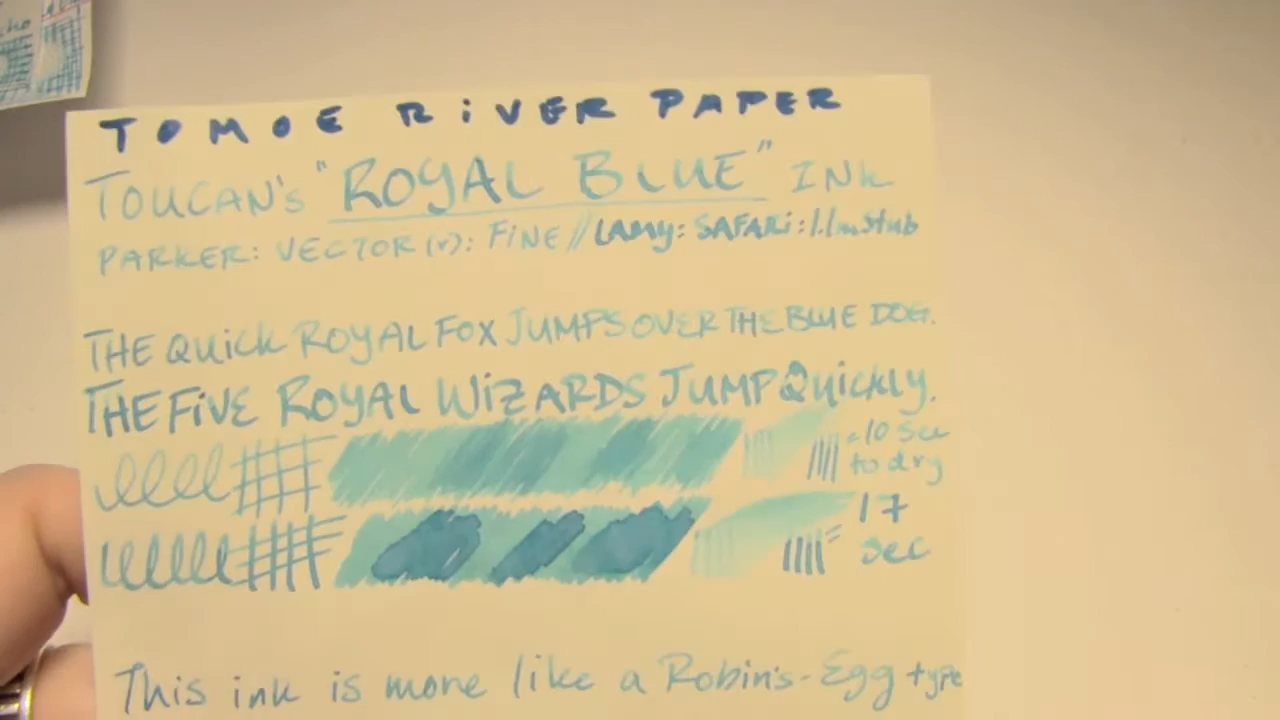 TOMOE RiVER PAPER
TOUCAN's "ROYAL BLUE" INK
PARKER: VECTOR (r): FiNE // LAMY: SAFARi: 1.1m Stub
THE QUiCK ROYAL FOX JUMPS OVER THE BLUE DOG.
THE FiVE ROYAL WiZARDS JUMP QuicKly.
= 10 Sec
to dry
17
sec
This ink is more like a Robin's-Egg type